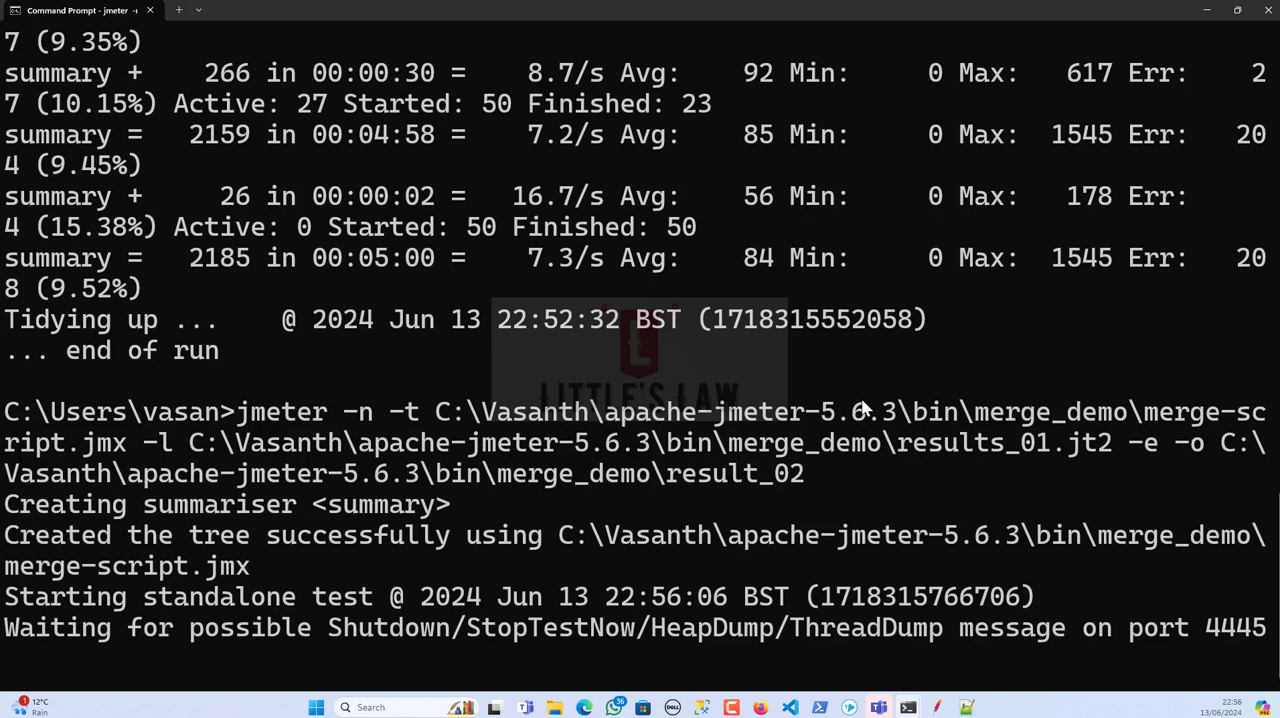 Command Prompt - jmeter -
7 (9.35%)
summary +    266 in 00:00:30 =    8.7/s Avg:    92 Min:     0 Max:   617 Err:     2
7 (10.15%) Active: 27 Started: 50 Finished: 23
summary =   2159 in 00:04:58 =    7.2/s Avg:    85 Min:     0 Max:  1545 Err:    20
4 (9.45%)
summary +     26 in 00:00:02 =   16.7/s Avg:    56 Min:     0 Max:   178 Err:
4 (15.38%) Active: 0 Started: 50 Finished: 50
summary =   2185 in 00:05:00 =    7.3/s Avg:    84 Min:     0 Max:  1545 Err:    20
8 (9.52%)
Tidying up ...    @ 2024 Jun 13 22:52:32 BST (1718315552058)
... end of run
L
LITTLE'S LAW
C:\Users\vasan>jmeter -n -t C:\Vasanth\apache-jmeter-5.6.3\bin\merge_demo\merge-sc
ript.jmx -l C:\Vasanth\apache-jmeter-5.6.3\bin\merge_demo\results_01.jt2 -e -o C:\
Vasanth\apache-jmeter-5.6.3\bin\merge_demo\result_02
Creating summariser <summary>
Created the tree successfully using C:\Vasanth\apache-jmeter-5.6.3\bin\merge_demo\
merge-script.jmx
Starting standalone test @ 2024 Jun 13 22:56:06 BST (1718315766706)
Waiting for possible Shutdown/StopTestNow/HeapDump/ThreadDump message on port 4445
1
12°C
Rain
Search
36
DELL
22:56
13/06/2024